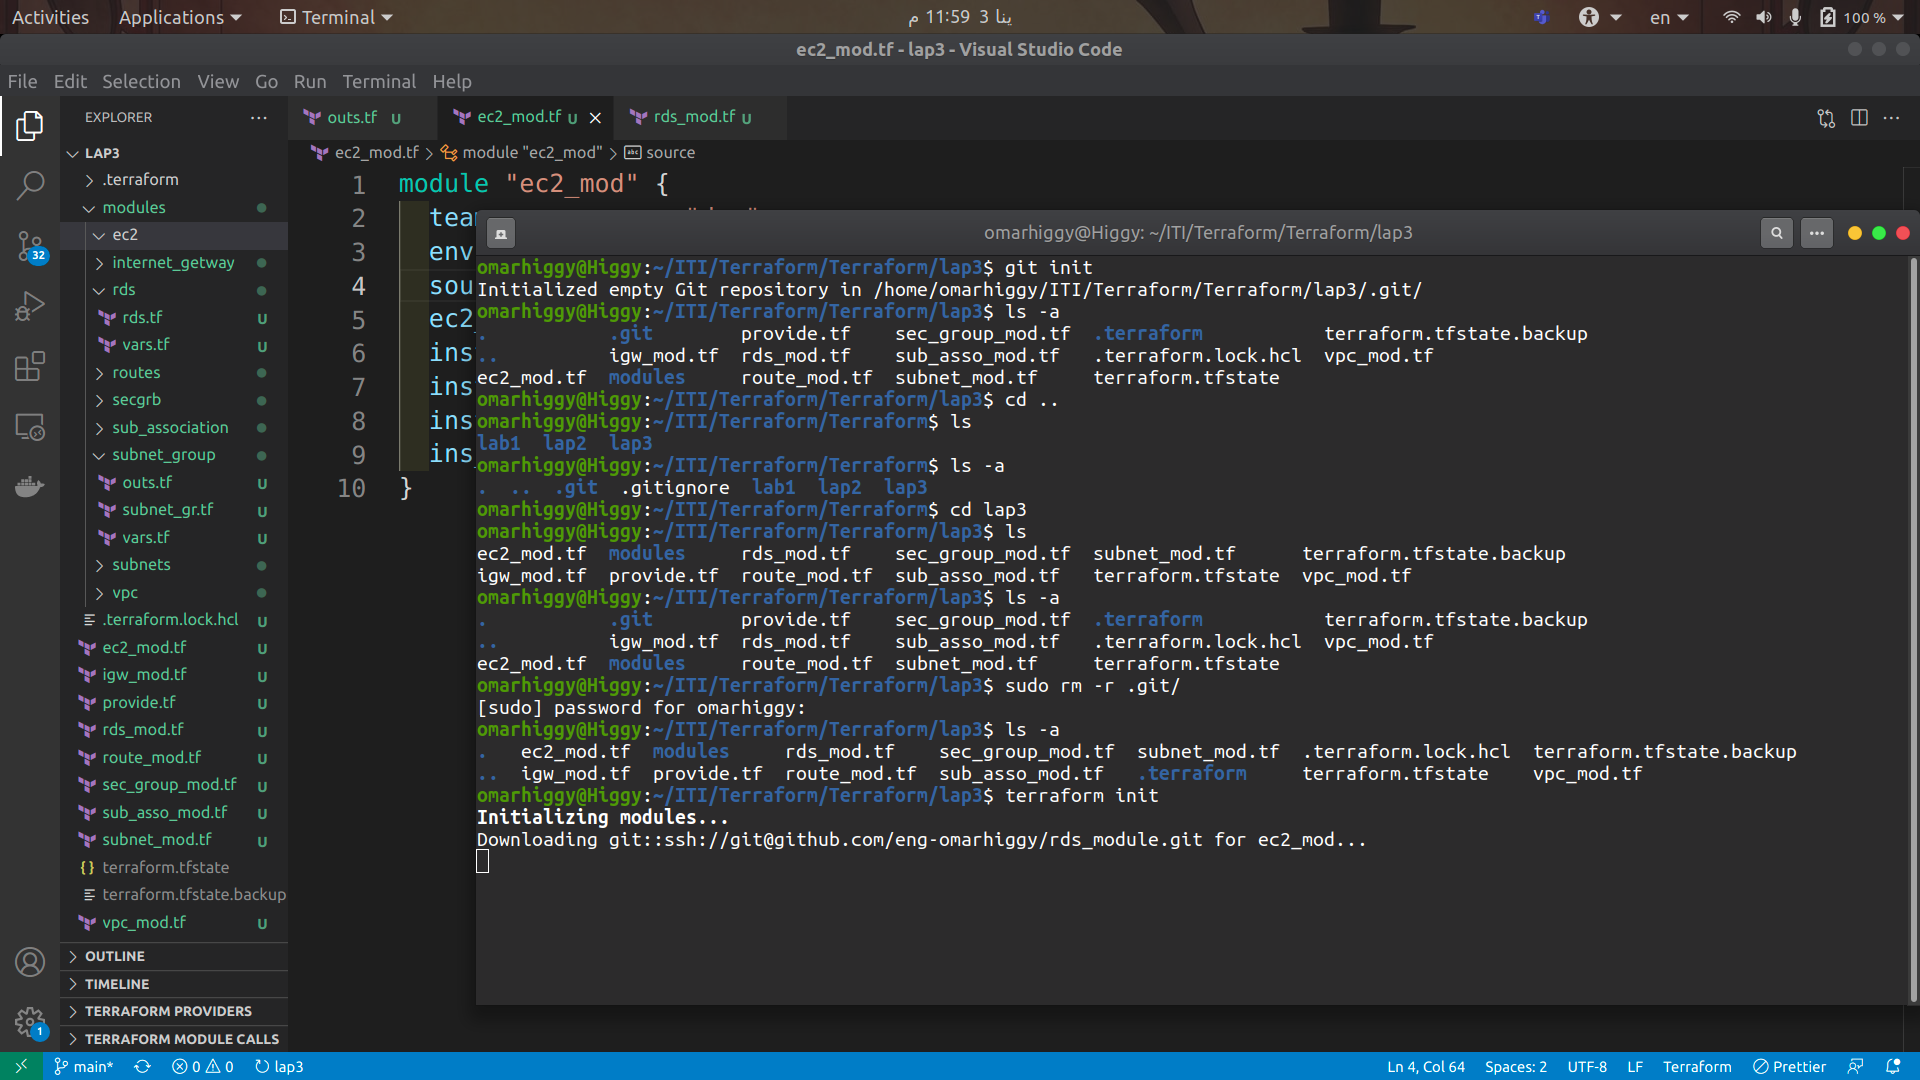 Activities Applications Terminal 3 ينا 11:59 م en 100 %
ec2_mod.tf - lap3 - Visual Studio Code
File Edit Selection View Go Run Terminal Help
EXPLORER ...
outs.tf U ec2_mod.tf U rds_mod.tf U
ec2_mod.tf > module "ec2_mod" > source
LAP3
.terraform
modules
ec2
internet_getway
rds
rds.tf U
vars.tf U
routes
secgrb
sub_association
subnet_group
outs.tf U
subnet_gr.tf U
vars.tf U
subnets
vpc
.terraform.lock.hcl U
ec2_mod.tf U
igw_mod.tf U
provide.tf U
rds_mod.tf U
route_mod.tf U
sec_group_mod.tf U
sub_asso_mod.tf U
subnet_mod.tf U
terraform.tfstate
terraform.tfstate.backup
vpc_mod.tf U
OUTLINE
TIMELINE
TERRAFORM PROVIDERS
TERRAFORM MODULE CALLS
32
1
1 module "ec2_mod" {
2 tea
3 env
4 sou
5 ec2
6 ins
7 ins
8 ins
9 ins
10 }
omarhiggy@Higgy: ~/ITI/Terraform/Terraform/lap3
omarhiggy@Higgy:~/ITI/Terraform/Terraform/lap3$ git init
Initialized empty Git repository in /home/omarhiggy/ITI/Terraform/Terraform/lap3/.git/
omarhiggy@Higgy:~/ITI/Terraform/Terraform/lap3$ ls -a
. .git provide.tf sec_group_mod.tf .terraform terraform.tfstate.backup
.. igw_mod.tf rds_mod.tf sub_asso_mod.tf .terraform.lock.hcl vpc_mod.tf
ec2_mod.tf modules route_mod.tf subnet_mod.tf terraform.tfstate
omarhiggy@Higgy:~/ITI/Terraform/Terraform/lap3$ cd ..
omarhiggy@Higgy:~/ITI/Terraform/Terraform$ ls
lab1 lap2 lap3
omarhiggy@Higgy:~/ITI/Terraform/Terraform$ ls -a
. .. .git .gitignore lab1 lap2 lap3
omarhiggy@Higgy:~/ITI/Terraform/Terraform$ cd lap3
omarhiggy@Higgy:~/ITI/Terraform/Terraform/lap3$ ls
ec2_mod.tf modules rds_mod.tf sec_group_mod.tf subnet_mod.tf terraform.tfstate.backup
igw_mod.tf provide.tf route_mod.tf sub_asso_mod.tf terraform.tfstate vpc_mod.tf
omarhiggy@Higgy:~/ITI/Terraform/Terraform/lap3$ ls -a
. .git provide.tf sec_group_mod.tf .terraform terraform.tfstate.backup
.. igw_mod.tf rds_mod.tf sub_asso_mod.tf .terraform.lock.hcl vpc_mod.tf
ec2_mod.tf modules route_mod.tf subnet_mod.tf terraform.tfstate
omarhiggy@Higgy:~/ITI/Terraform/Terraform/lap3$ sudo rm -r .git/
[sudo] password for omarhiggy:
omarhiggy@Higgy:~/ITI/Terraform/Terraform/lap3$ ls -a
. ec2_mod.tf modules rds_mod.tf sec_group_mod.tf subnet_mod.tf .terraform.lock.hcl terraform.tfstate.backup
.. igw_mod.tf provide.tf route_mod.tf sub_asso_mod.tf .terraform terraform.tfstate vpc_mod.tf
omarhiggy@Higgy:~/ITI/Terraform/Terraform/lap3$ terraform init
Initializing modules...
Downloading git::ssh://git@github.com/eng-omarhiggy/rds_module.git for ec2_mod...
main* 0 0 lap3 Ln 4, Col 64 Spaces: 2 UTF-8 LF Terraform Prettier